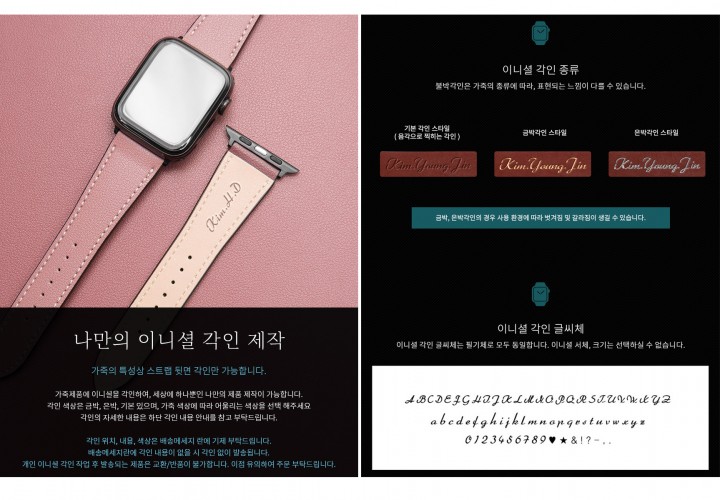 Kim.H.D
나만의 이니셜 각인 제작
가죽의 특성상 스트랩 뒷면 각인만 가능합니다.
가죽제품에 이니셜을 각인하여, 세상에 하나뿐인 나만의 제품 제작이 가능합니다.
각인 색상은 금박, 은박, 기본 있으며, 가죽 색상에 따라 어울리는 색상을 선택 해주세요
각인의 자세한 내용은 하단 각인 내용 안내를 참고 부탁드립니다.
각인 위치, 내용, 색상은 배송메세지 란에 기제 부탁드립니다.
배송메세지란에 각인 내용이 없을 시 각인 없이 발송됩니다.
개인 이니셜 각인 작업 후 발송되는 제품은 교환/반품이 불가합니다. 이점 유의하여 주문 부탁드립니다.
이니셜 각인 종류
불박각인은 가죽의 종류에 따라, 표현되는 느낌이 다를 수 있습니다.
기본 각인 스타일
( 음각으로 찍히는 각인 )
금박각인 스타일
은박각인 스타일
Kim.Young.Jin
Kim.Young.Jin
Kim.Young.Jin
금박, 은박각인의 경우 사용 환경에 따라 벗겨짐 및 갈라짐이 생길 수 있습니다.
이니셜 각인 글씨체
이니셜 각인 글씨체는 필기체로 모두 동일합니다. 이니셜 서체, 크기는 선택하실 수 없습니다.
ABCDEFGHIJKLMNOPQRSTUVWXYZ
abcdefghijklmnopqrstuvwxyz
0123456789♥★&!?~..